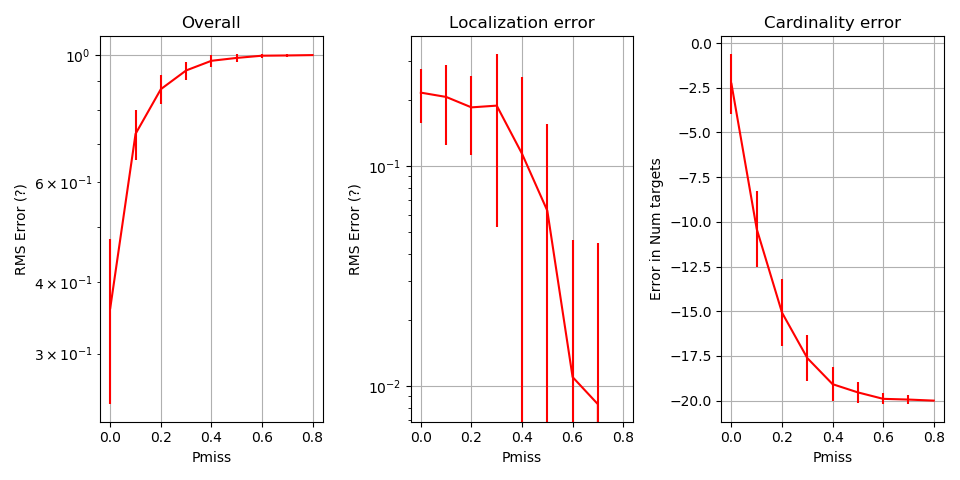 Overall
RMS Error (?)
10⁰
6 × 10⁻¹
4 × 10⁻¹
3 × 10⁻¹
0.0 0.2 0.4 0.6 0.8
Pmiss
Localization error
RMS Error (?)
10⁻¹
10⁻²
0.0 0.2 0.4 0.6 0.8
Pmiss
Cardinality error
Error in Num targets
0.0
−2.5
−5.0
−7.5
−10.0
−12.5
−15.0
−17.5
−20.0
0.0 0.2 0.4 0.6 0.8
Pmiss